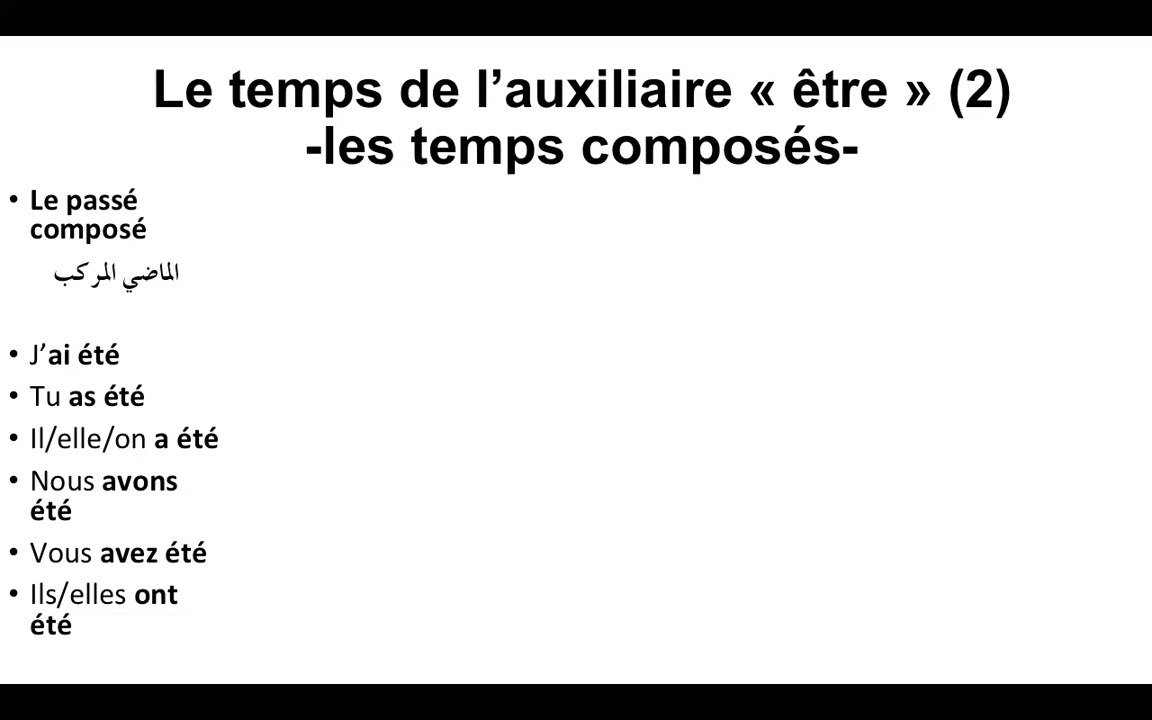 Le temps de l’auxiliaire « être » (2)
-les temps composés-
• Le passé
composé
الماضي المركب
• J’ai été
• Tu as été
• Il/elle/on a été
• Nous avons
été
• Vous avez été
• Ils/elles ont
été